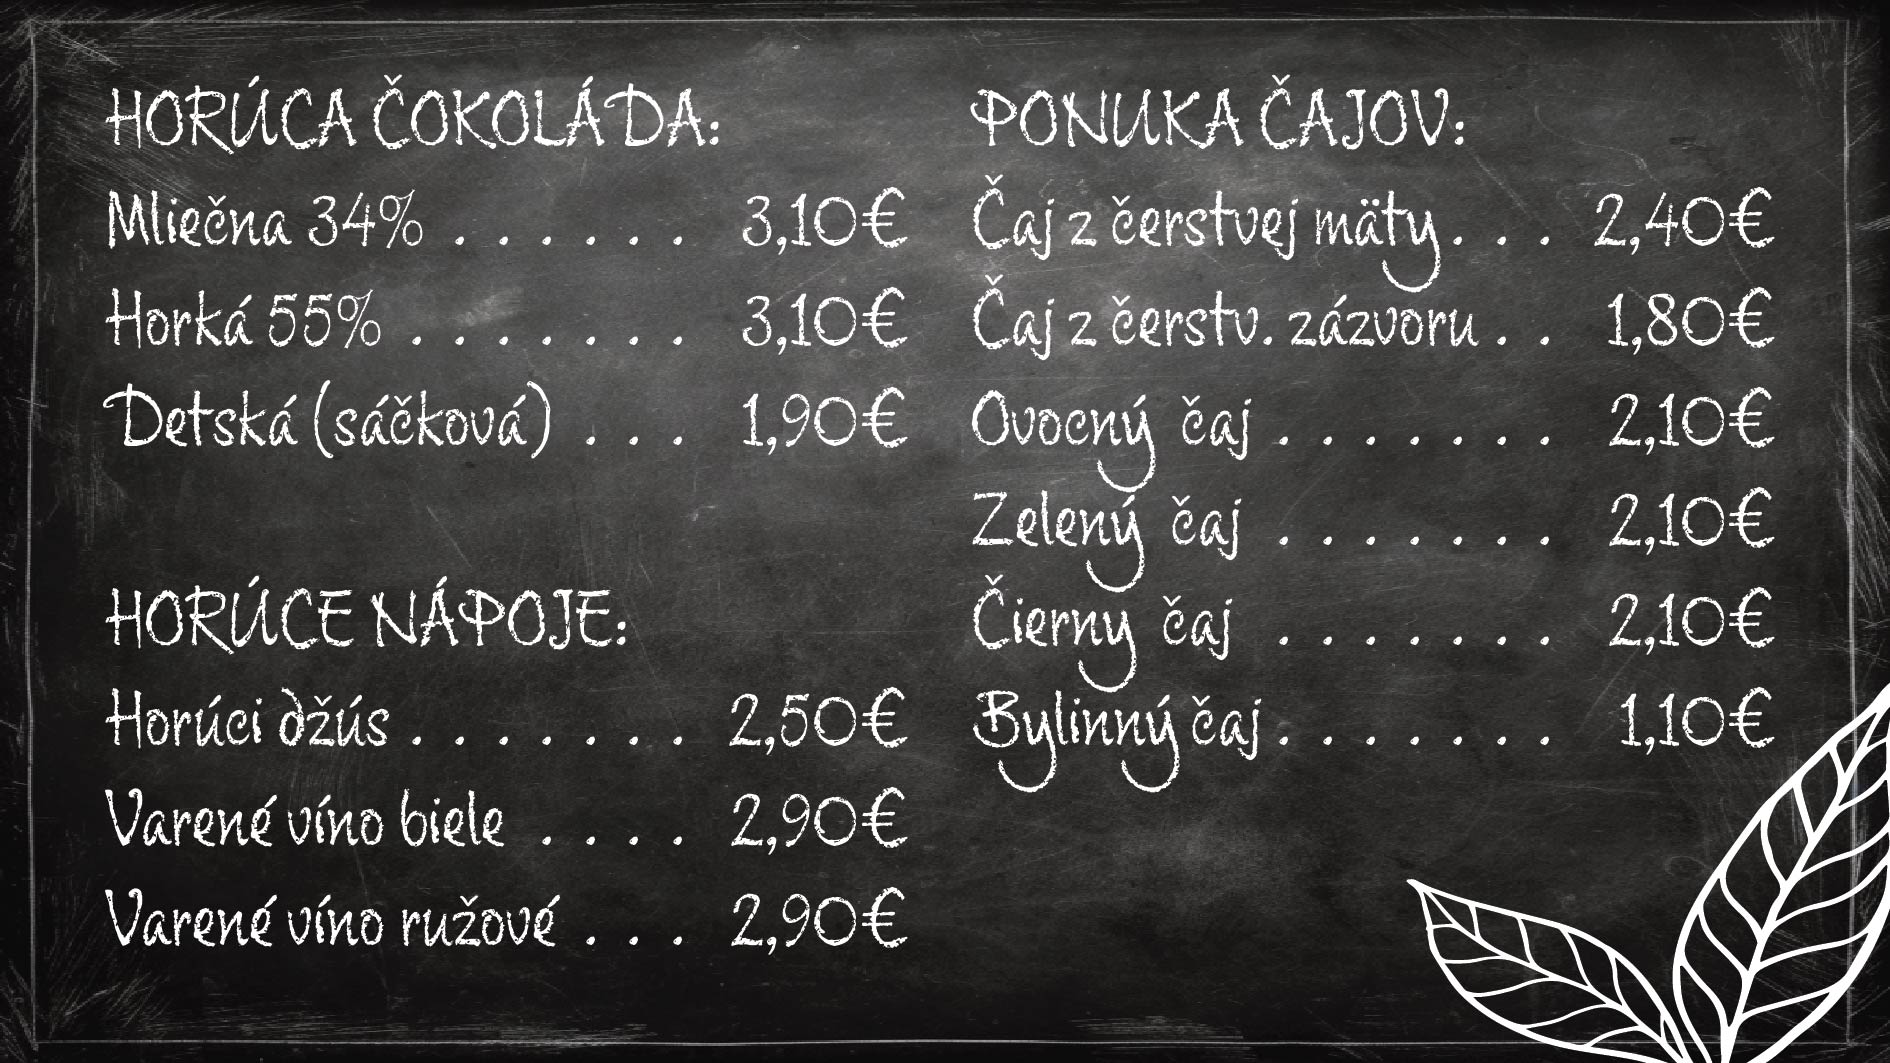 HORÚCA ČOKOLÁDA:
Mliečna 34% . . . . . . 3,10€
Horká 55% . . . . . . . 3,10€
Detská (sáčková) . . . 1,90€
HORÚCE NÁPOJE:
Horúci džús . . . . . . . 2,50€
Varené víno biele . . . . 2,90€
Varené víno ružové . . . 2,90€
PONUKA ČAJOV:
Čaj z čerstvej mäty . . . 2,40€
Čaj z čerstv. zázvoru . . 1,80€
Ovocný čaj . . . . . . . 2,10€
Zelený čaj . . . . . . . 2,10€
Čierny čaj . . . . . . . 2,10€
Bylinný čaj . . . . . . . 1,10€